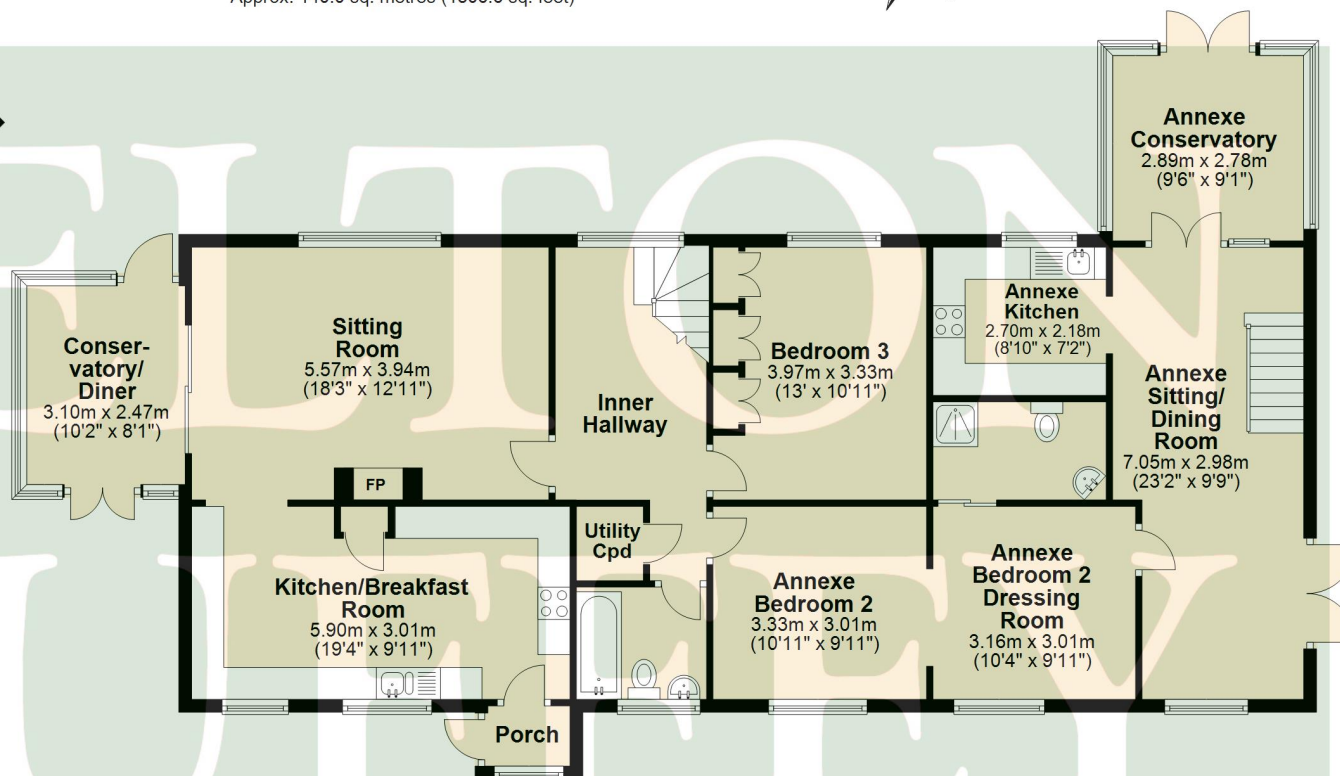 Annexe
Conservatory
2.89m x 2.78m
(9'6" x 9'1")
Conser-
vatory/
Diner
3.10m x 2.47m
(10'2" x 8'1")
Sitting
Room
5.57m x 3.94m
(18'3" x 12'11")
FP
Inner
Hallway
Bedroom 3
3.97m x 3.33m
(13' x 10'11")
Annexe
Kitchen
2.70m x 2.18m
(8'10" x 7'2")
Annexe
Sitting/
Dining
Room
7.05m x 2.98m
(23'2" x 9'9")
Kitchen/Breakfast
Room
5.90m x 3.01m
(19'4" x 9'11")
Utility
Cpd
Annexe
Bedroom 2
3.33m x 3.01m
(10'11" x 9'11")
Annexe
Bedroom 2
Dressing
Room
3.16m x 3.01m
(10'4" x 9'11")
Porch
ELTON
UFFEY